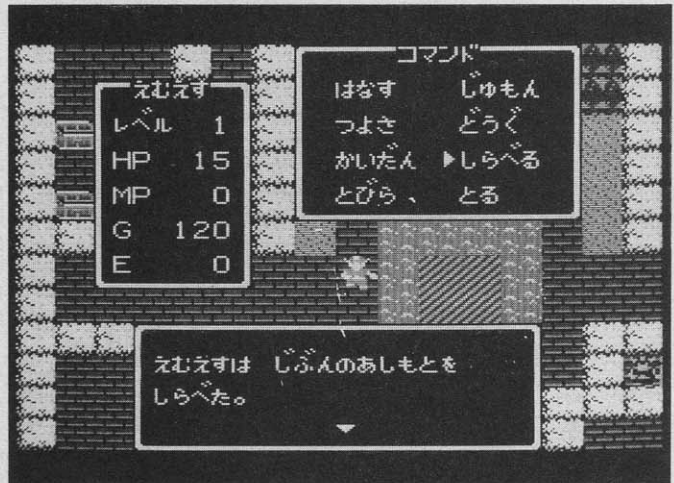 えむえす
レベル 1
HP 15
MP 0
G 120
E 0
コマンド
はなす じゅもん
つよさ どうぐ
かいだん ▶しらべる
とびら とる
えむえすは じぶんのあしもとを
しらべた。
▼